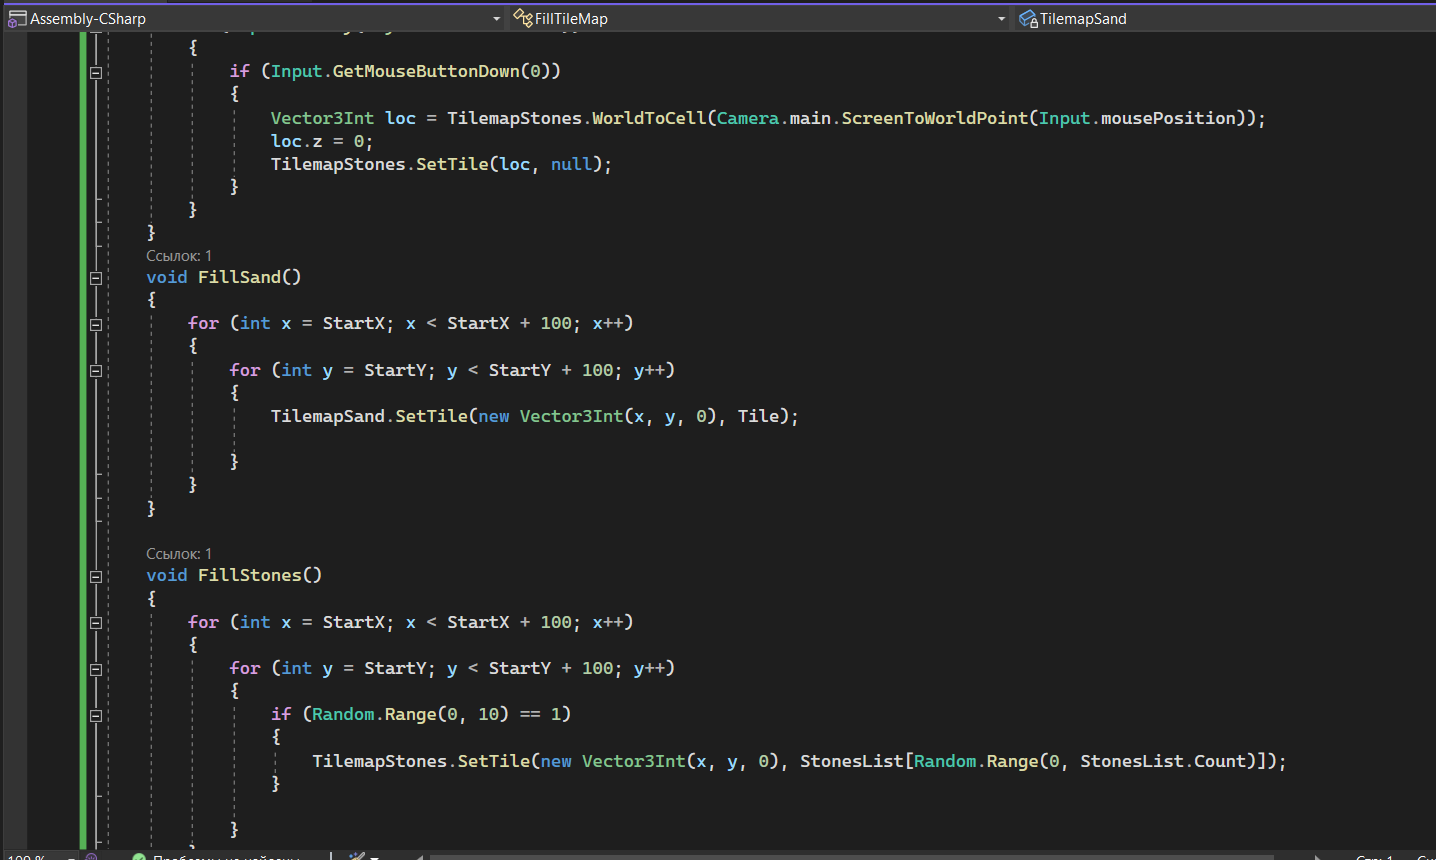 Assembly-CSharp FillTileMap TilemapSand
{
if (Input.GetMouseButtonDown(0))
{
Vector3Int loc = TilemapStones.WorldToCell(Camera.main.ScreenToWorldPoint(Input.mousePosition));
loc.z = 0;
TilemapStones.SetTile(loc, null);
}
}
}
Ссылок: 1
void FillSand()
{
for (int x = StartX; x < StartX + 100; x++)
{
for (int y = StartY; y < StartY + 100; y++)
{
TilemapSand.SetTile(new Vector3Int(x, y, 0), Tile);
}
}
}
Ссылок: 1
void FillStones()
{
for (int x = StartX; x < StartX + 100; x++)
{
for (int y = StartY; y < StartY + 100; y++)
{
if (Random.Range(0, 10) == 1)
{
TilemapStones.SetTile(new Vector3Int(x, y, 0), StonesList[Random.Range(0, StonesList.Count)]);
}
}